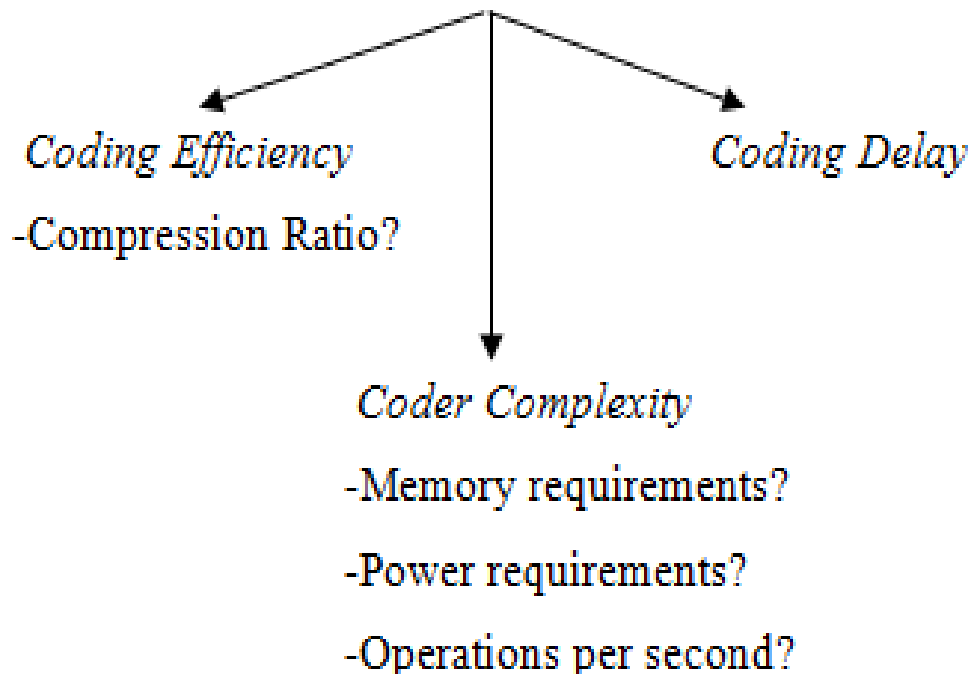 Coding Efficiency
-Compression Ratio?
Coding Delay
Coder Complexity
-Memory requirements?
-Power requirements?
-Operations per second?